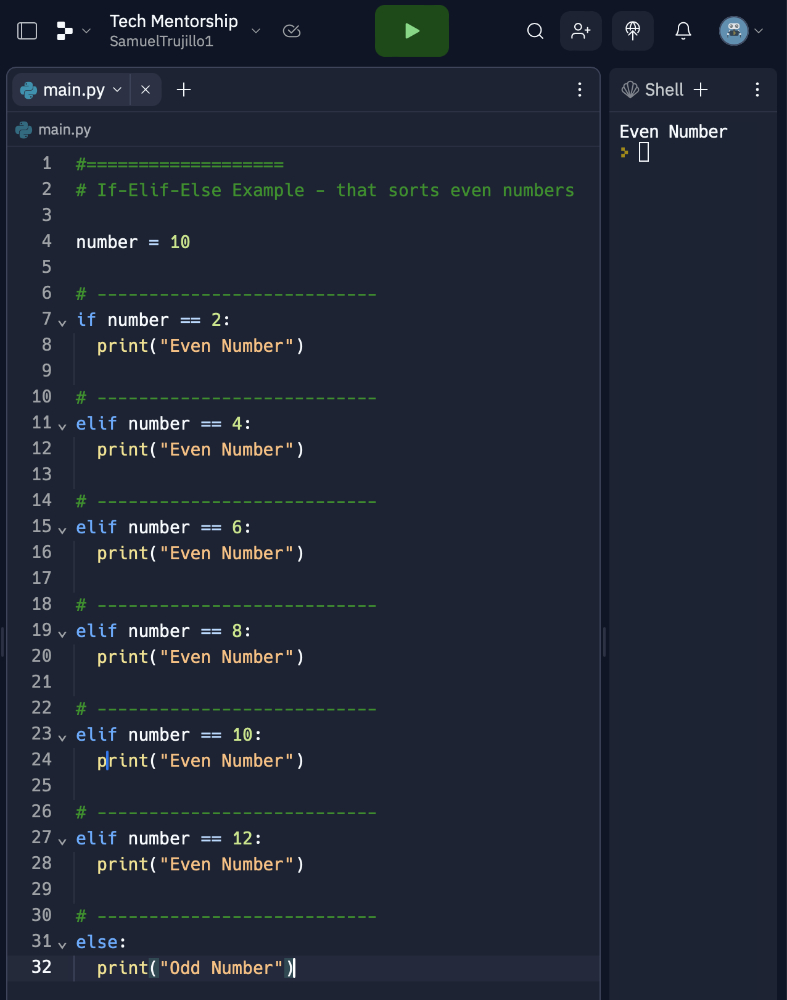 Tech Mentorship
SamuelTrujillo1
main.py
Shell
main.py
1 #===================
2 # If-Elif-Else Example - that sorts even numbers
3
4 number = 10
5
6 # ---------------------------
7 if number == 2:
8 print("Even Number")
9
10 # ---------------------------
11 elif number == 4:
12 print("Even Number")
13
14 # ---------------------------
15 elif number == 6:
16 print("Even Number")
17
18 # ---------------------------
19 elif number == 8:
20 print("Even Number")
21
22 # ---------------------------
23 elif number == 10:
24 print("Even Number")
25
26 # ---------------------------
27 elif number == 12:
28 print("Even Number")
29
30 # ---------------------------
31 else:
32 print("Odd Number")
Even Number